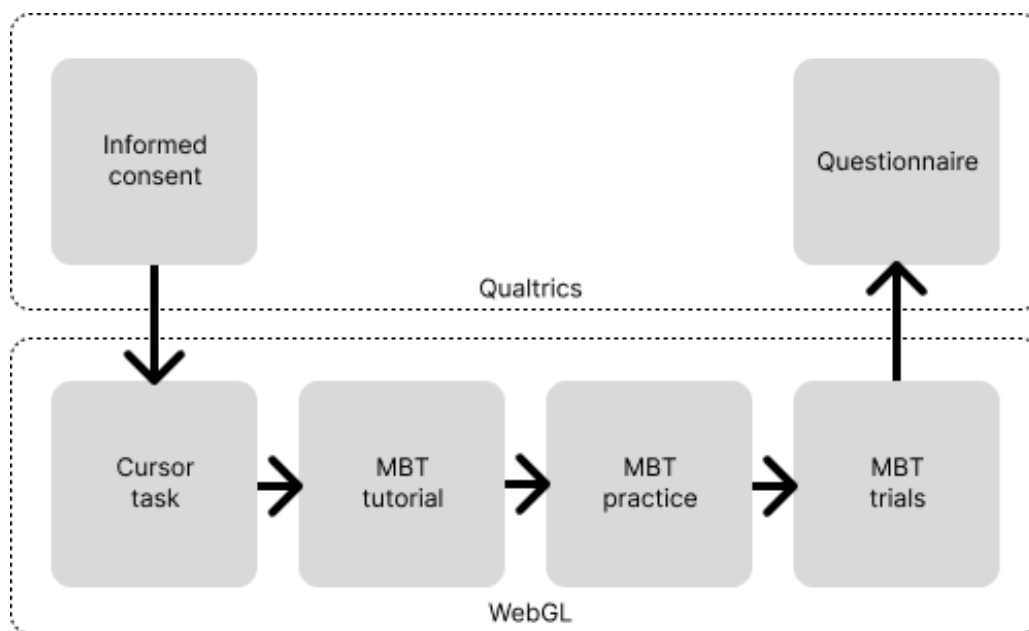 Informed
consent
Questionnaire
Qualtrics
Cursor
task
MBT
tutorial
MBT
practice
MBT
trials
WebGL